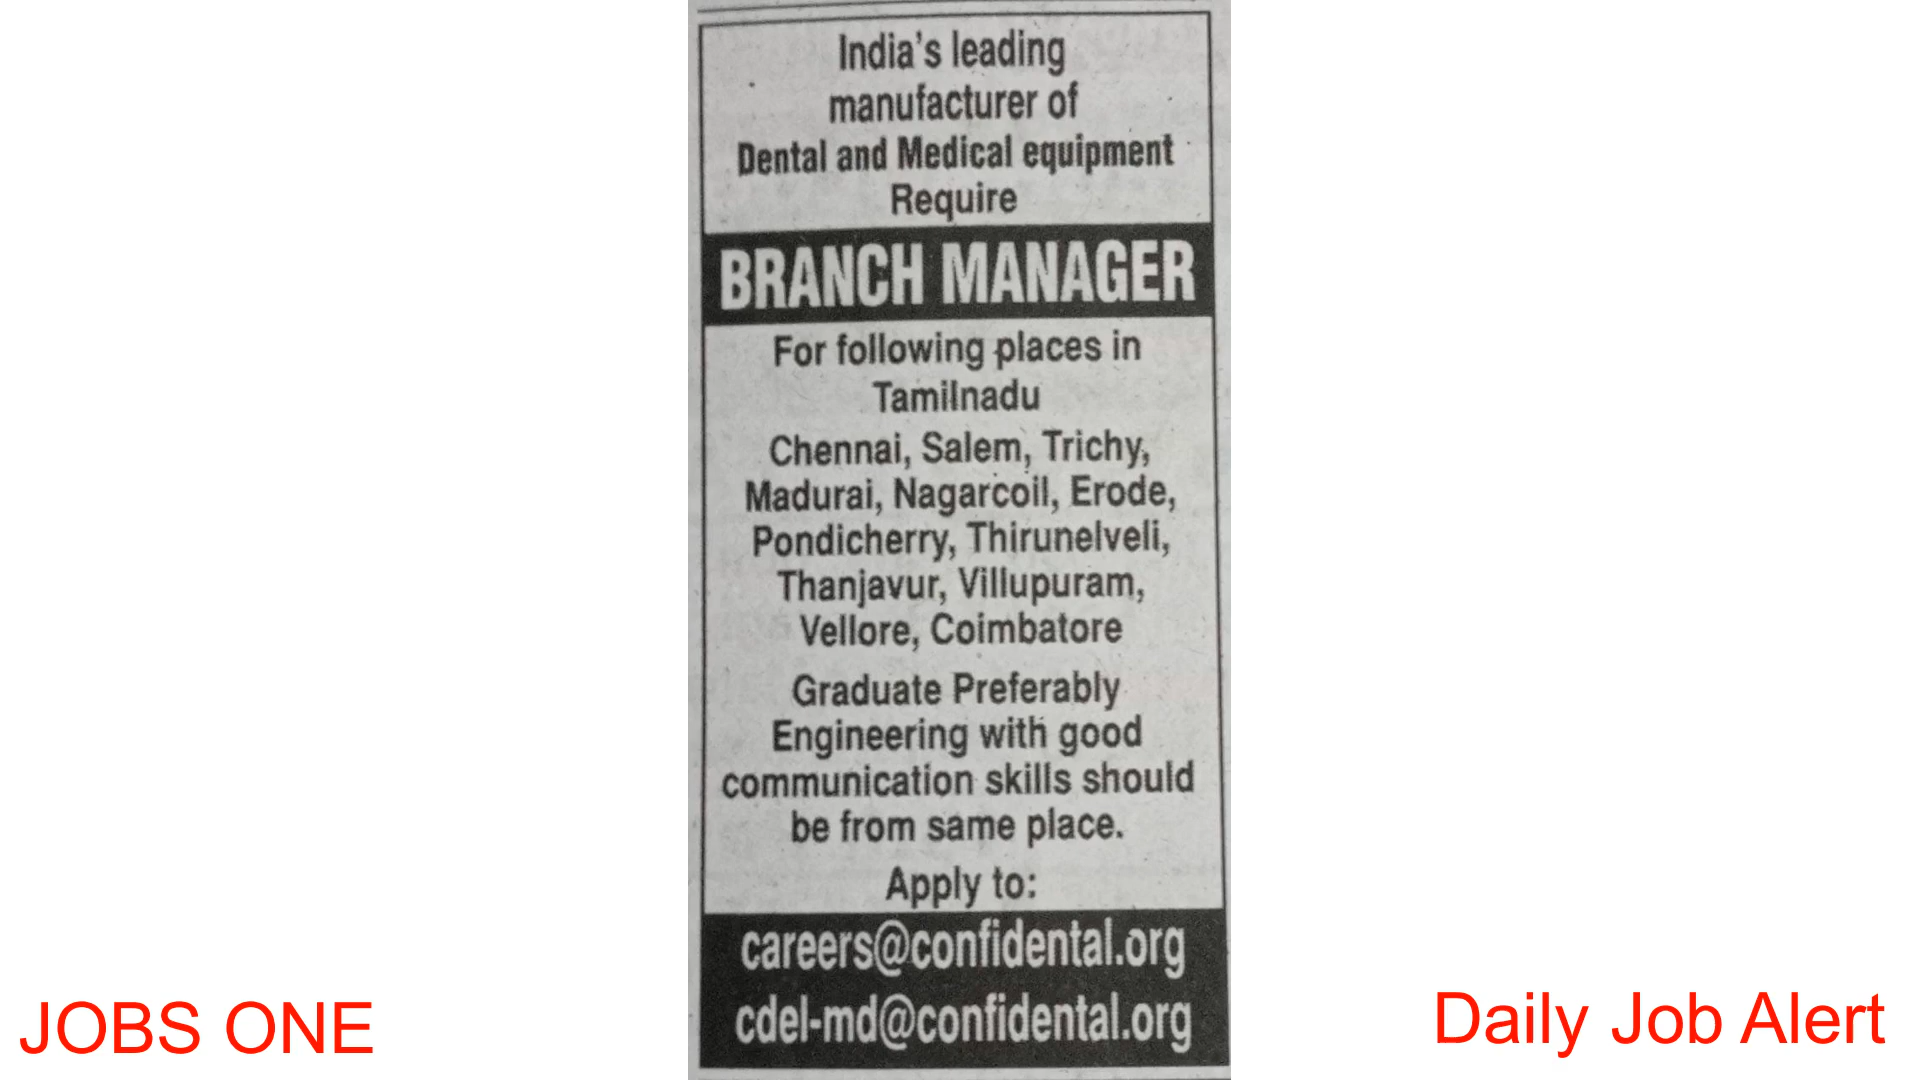 India's leading
manufacturer of
Dental and Medical equipment
Require
BRANCH MANAGER
For following places in
Tamilnadu
Chennai, Salem, Trichy,
Madurai, Nagarcoil, Erode,
Pondicherry, Thirunelveli,
Thanjavur, Villupuram,
Vellore, Coimbatore
Graduate Preferably
Engineering with good
communication skills should
be from same place.
Apply to:
careers@confidental.org
cdel-md@confidental.org
JOBS ONE
Daily Job Alert